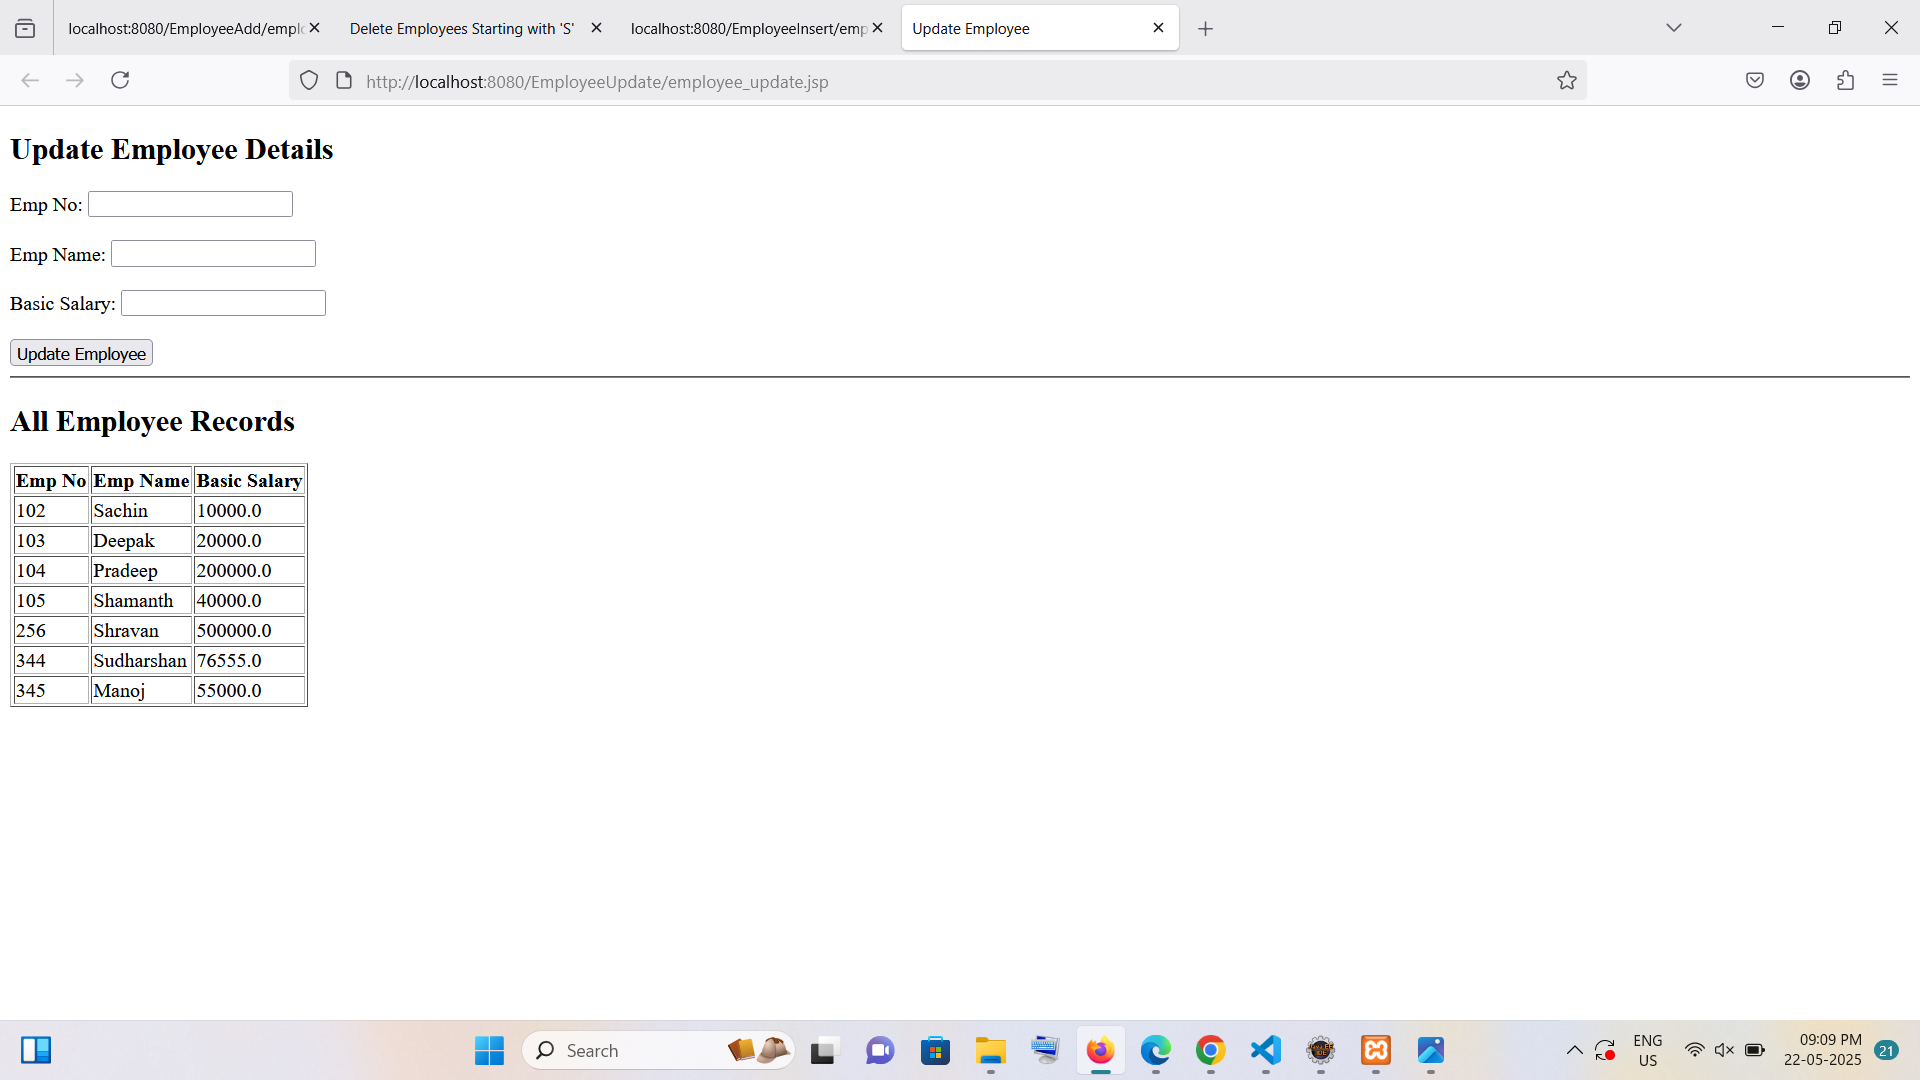 localhost:8080/EmployeeAdd/emplo
Delete Employees Starting with 'S'
localhost:8080/EmployeeInsert/emp
Update Employee
http://localhost:8080/EmployeeUpdate/employee_update.jsp
Update Employee Details
Emp No:
Emp Name:
Basic Salary:
Update Employee
All Employee Records
Emp No Emp Name Basic Salary
102 Sachin 10000.0
103 Deepak 20000.0
104 Pradeep 200000.0
105 Shamanth 40000.0
256 Shravan 500000.0
344 Sudharshan 76555.0
345 Manoj 55000.0
Search
ENG
US
09:09 PM
22-05-2025
21